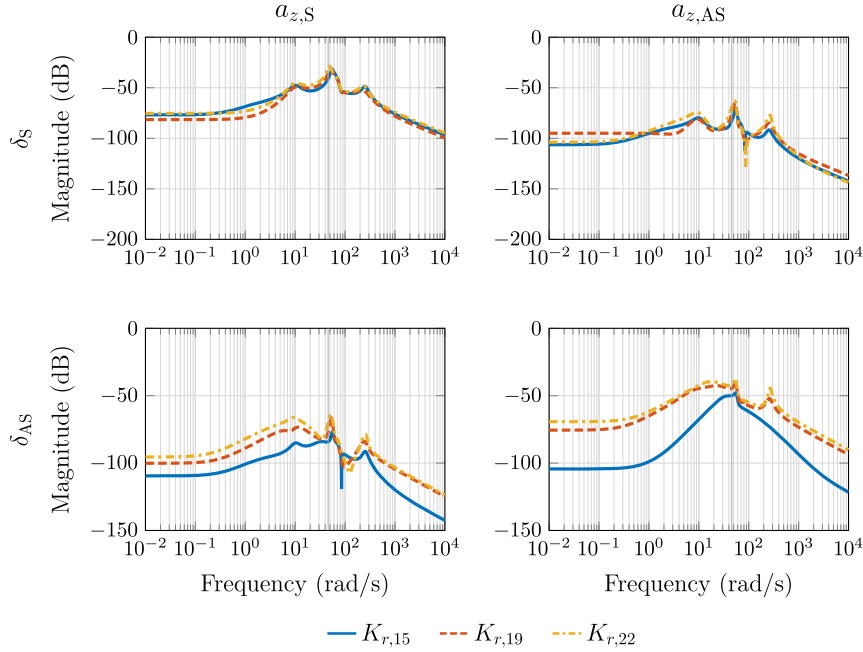 a_{z,S} a_{z,AS}
δ_S
Magnitude (dB)
0 −50 −100 −150 −200
10^{−2} 10^{−1} 10^{0} 10^{1} 10^{2} 10^{3} 10^{4}
0 −50 −100 −150 −200
10^{−2} 10^{−1} 10^{0} 10^{1} 10^{2} 10^{3} 10^{4}
δ_{AS}
Magnitude (dB)
0 −50 −100 −150
10^{−2} 10^{−1} 10^{0} 10^{1} 10^{2} 10^{3} 10^{4}
Frequency (rad/s)
0 −50 −100 −150
10^{−2} 10^{−1} 10^{0} 10^{1} 10^{2} 10^{3} 10^{4}
Frequency (rad/s)
K_{r,15} K_{r,19} K_{r,22}